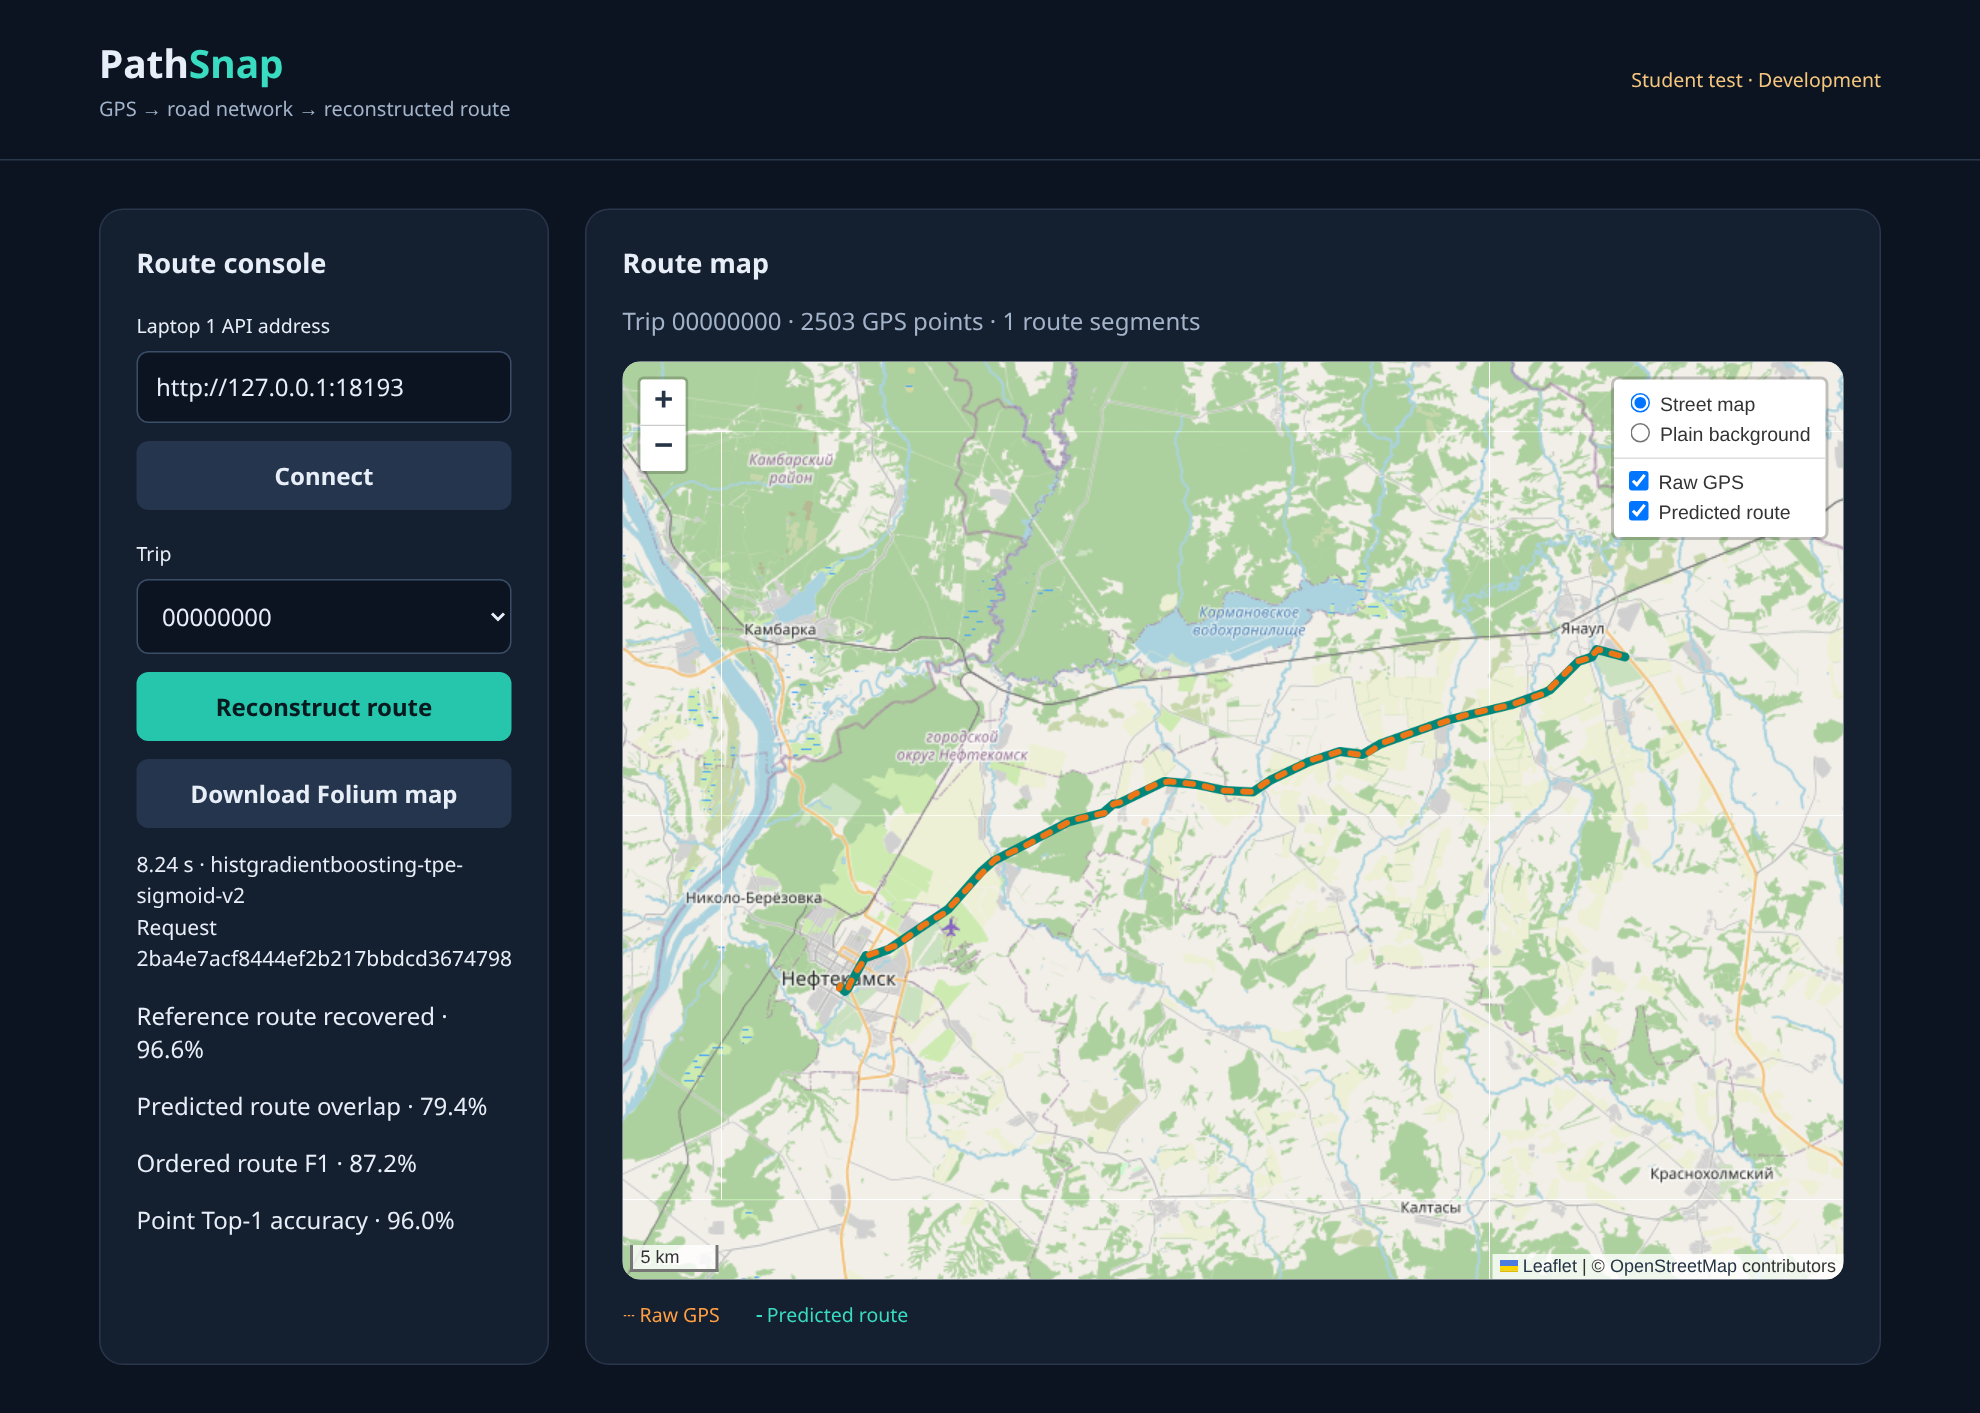 PathSnap
GPS → road network → reconstructed route
Student test · Development
Route console
Laptop 1 API address
http://127.0.0.1:18193
Connect
Trip
00000000
Reconstruct route
Download Folium map
8.24 s · histgradientboosting-tpe-
sigmoid-v2
Request
2ba4e7acf8444ef2b217bbdcd3674798
Reference route recovered ·
96.6%
Predicted route overlap · 79.4%
Ordered route F1 · 87.2%
Point Top-1 accuracy · 96.0%
Route map
Trip 00000000 · 2503 GPS points · 1 route segments
+
−
Street map
Plain background
Raw GPS
Predicted route
Камбарский
район
Камбарка
Кармановское
водохранилище
Янаул
городской
округ Нефтекамск
Николо-Берёзовка
Нефтекамск
Краснохолмский
Калтасы
5 km
Leaflet | © OpenStreetMap contributors
--- Raw GPS
- Predicted route